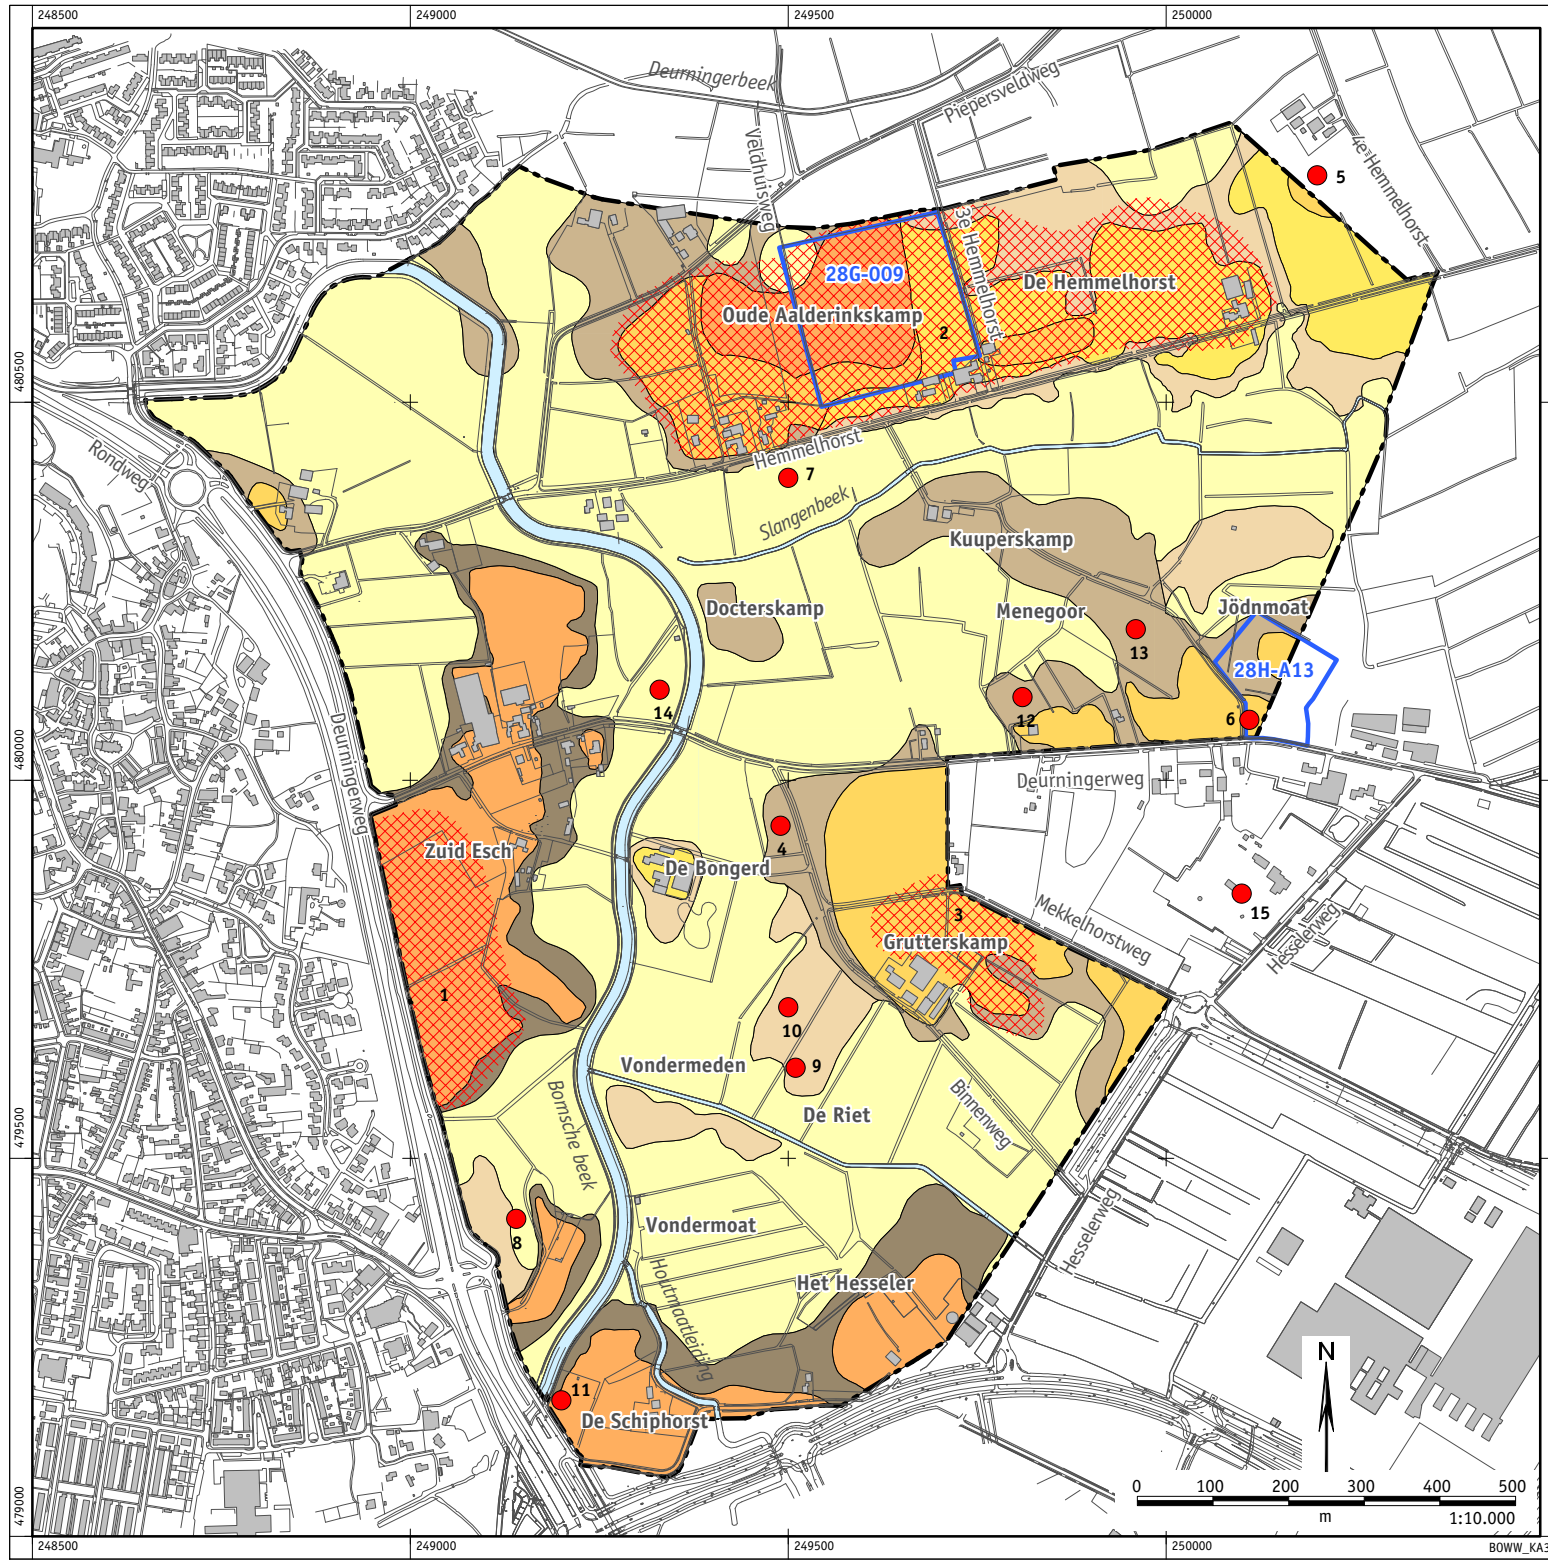 248500
249000
249500
250000
Deurningerbeek
Piepersveldweg
Veldhuisweg
4e Hemmelhorst
5
3e Hemmelhorst
28G-009
De Hemmelhorst
Oude Aalderinkskamp
2
480500
Rondweg
Hemmelhorst
7
Slangenbeek
Kuuperskamp
Docterskamp
Menegoor
Jödnmoat
13
28H-A13
14
12
6
Deurningerweg
480000
Deurningerweg
Zuid Esch
De Bongerd
4
15
3
Mekkelhorstweg
Hesselerweg
Grutterskamp
1
10
Vondermeden
9
De Riet
Binnenweg
Bornsche beek
479500
8
Vondermoat
Hesselerweg
Houtmaatleiding
Het Hesseler
11
De Schiphorst
N
0 100 200 300 400 500
m 1:10.000
479000
248500
249000
249500
250000
BOWW_KA3